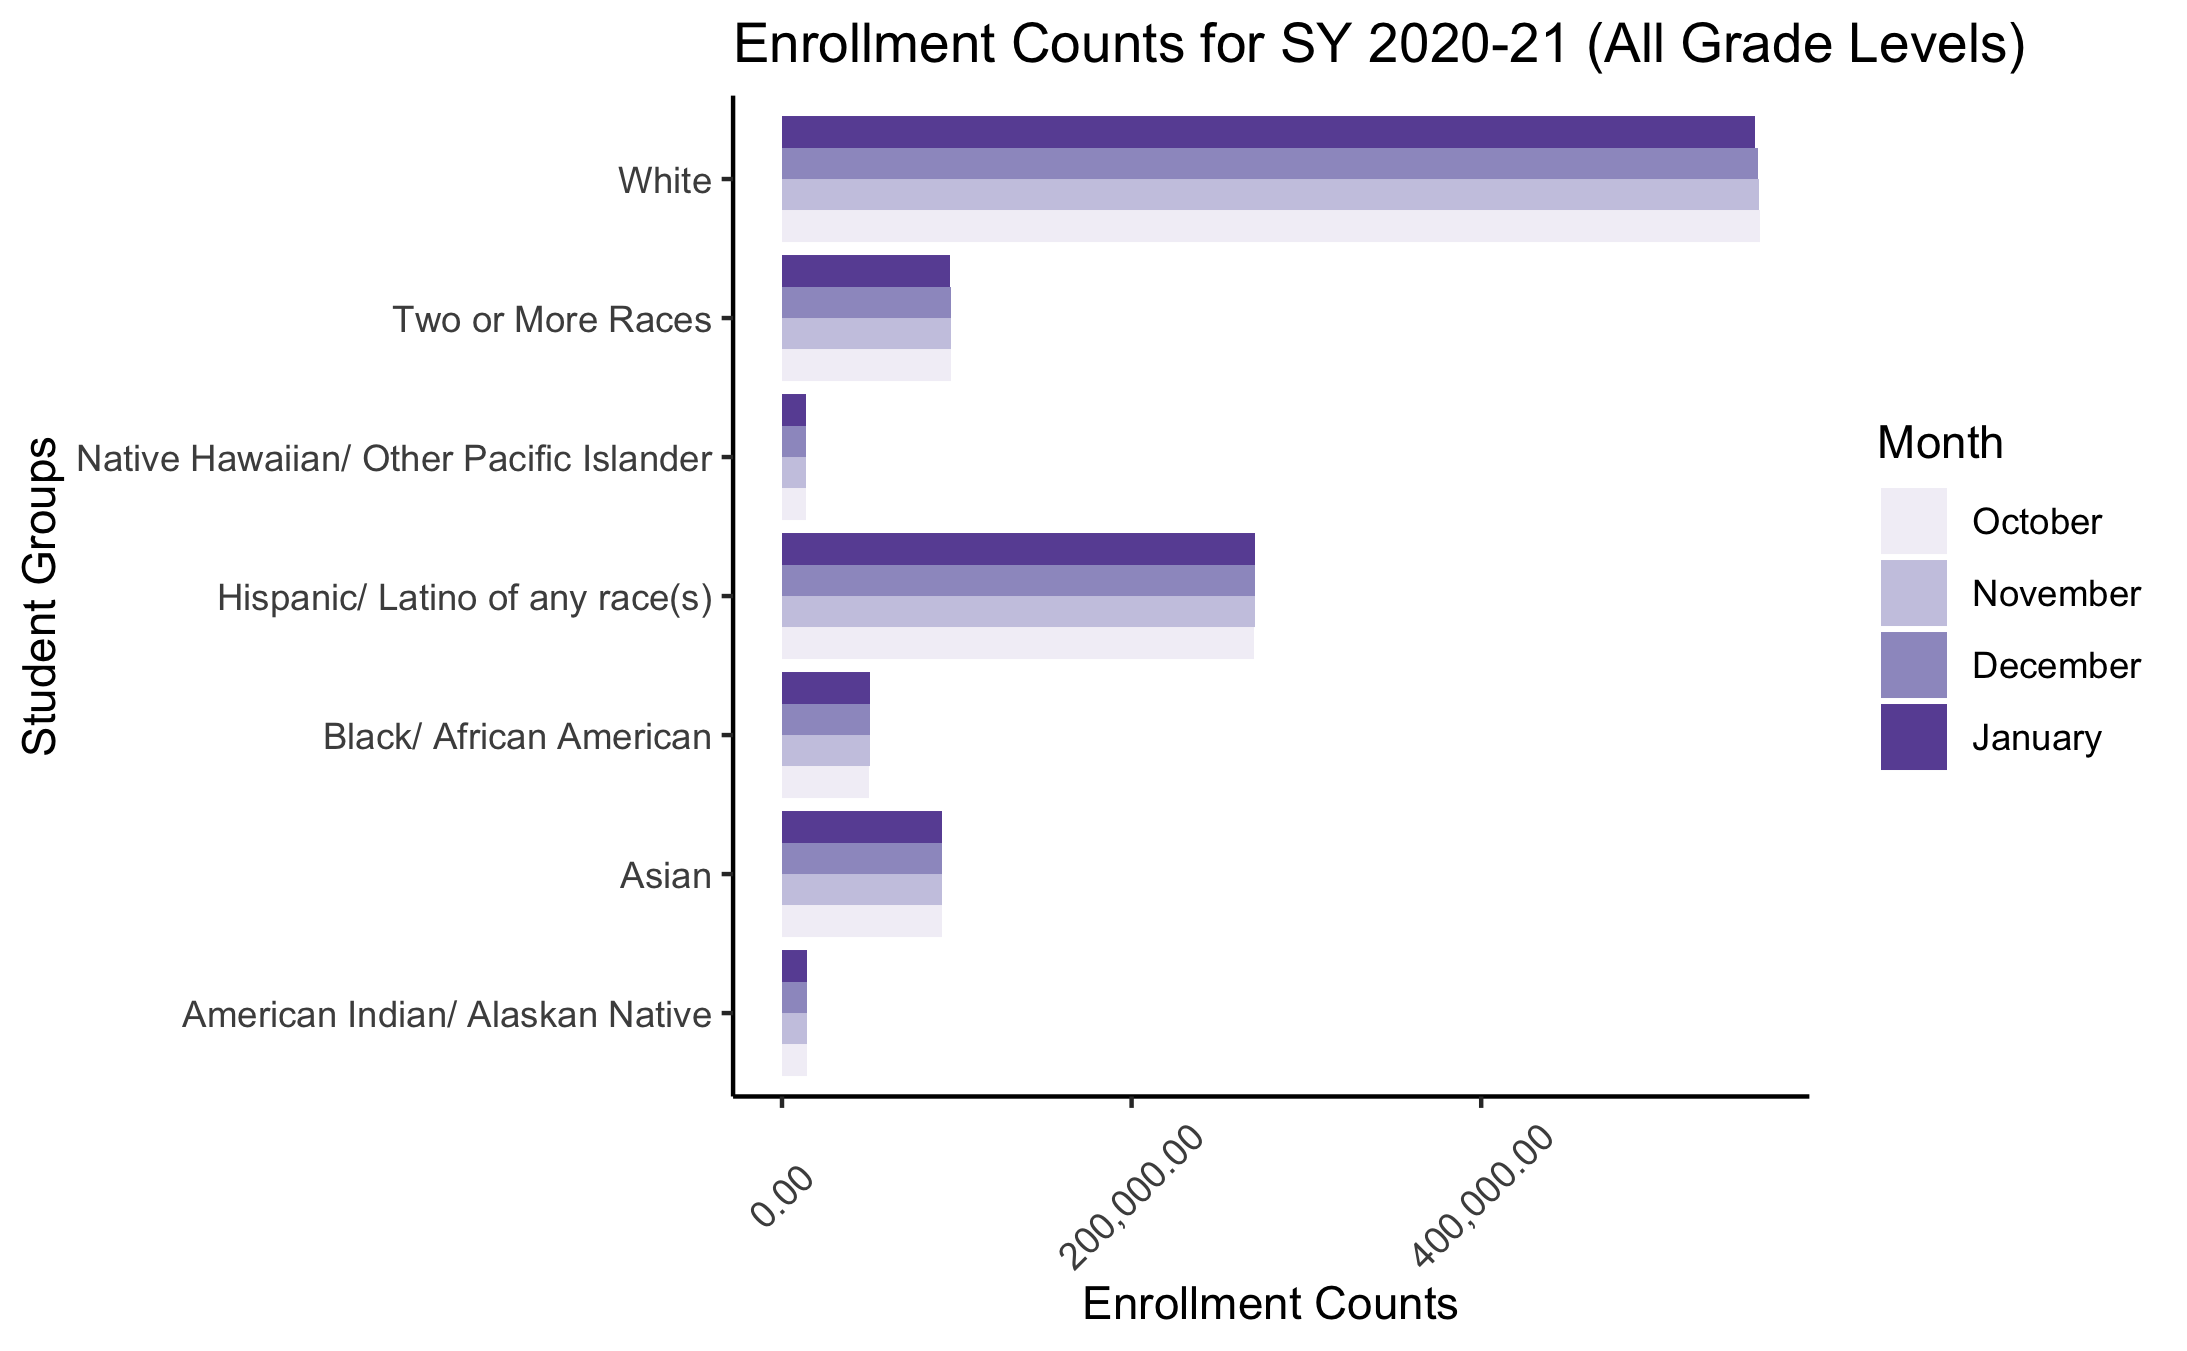 Enrollment Counts for SY 2020-21 (All Grade Levels)
Student Groups
White
Two or More Races
Native Hawaiian/ Other Pacific Islander
Hispanic/ Latino of any race(s)
Black/ African American
Asian
American Indian/ Alaskan Native
0.00
200,000.00
400,000.00
Enrollment Counts
Month
October
November
December
January